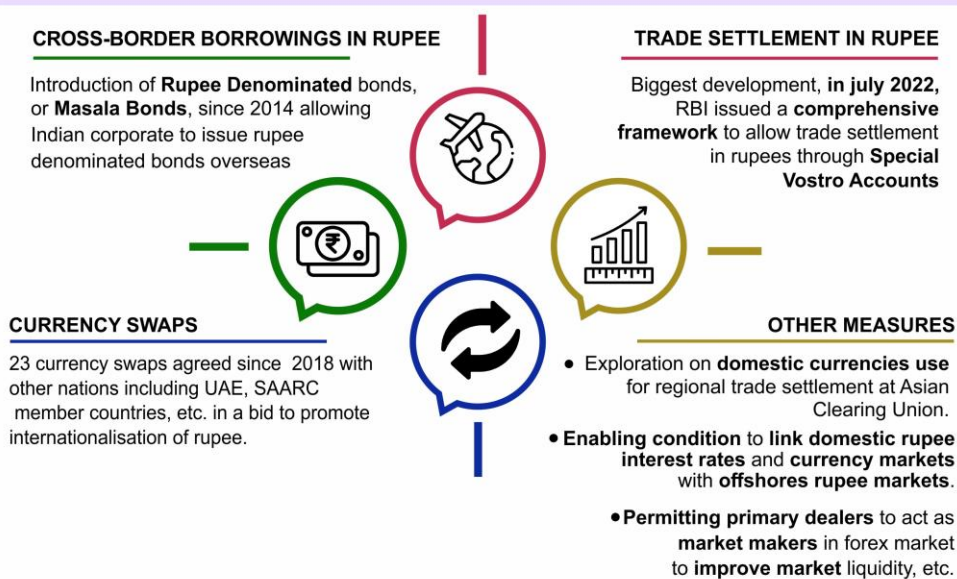 CROSS-BORDER BORROWINGS IN RUPEE
Introduction of Rupee Denominated bonds,
or Masala Bonds, since 2014 allowing
Indian corporate to issue rupee
denominated bonds overseas
TRADE SETTLEMENT IN RUPEE
Biggest development, in july 2022,
RBI issued a comprehensive
framework to allow trade settlement
in rupees through Special
Vostro Accounts
₹
CURRENCY SWAPS
23 currency swaps agreed since 2018 with
other nations including UAE, SAARC
member countries, etc. in a bid to promote
internationalisation of rupee.
OTHER MEASURES
• Exploration on domestic currencies use
for regional trade settlement at Asian
Clearing Union.
• Enabling condition to link domestic rupee
interest rates and currency markets
with offshores rupee markets.
• Permitting primary dealers to act as
market makers in forex market
to improve market liquidity, etc.